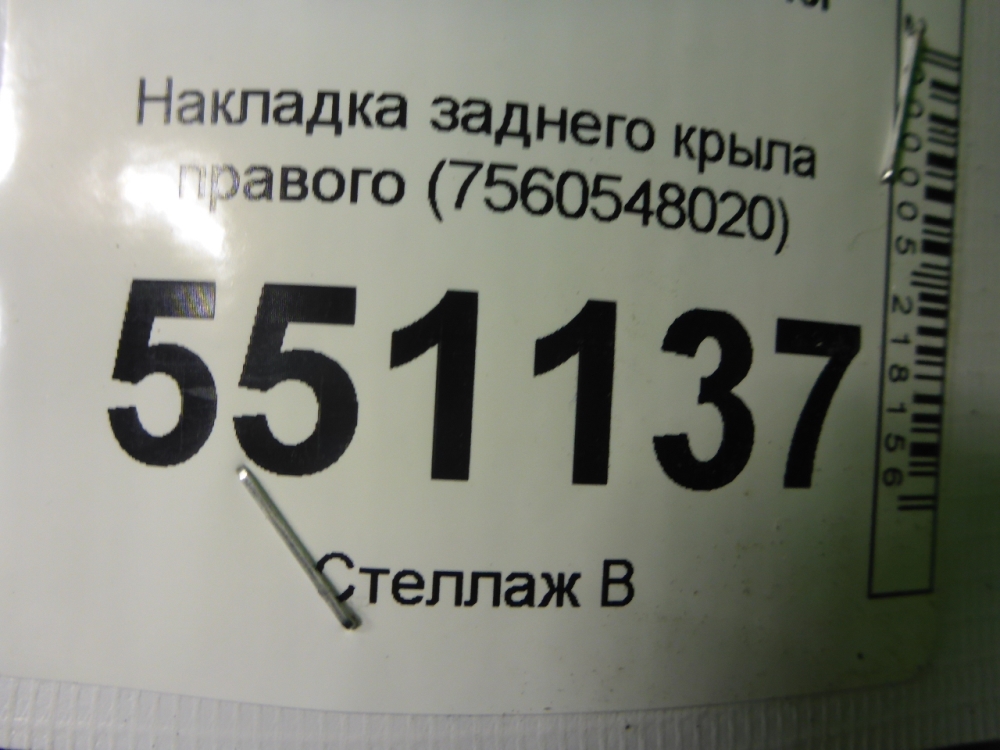 Накладка заднего крыла
правого (7560548020)
551137
Стеллаж В